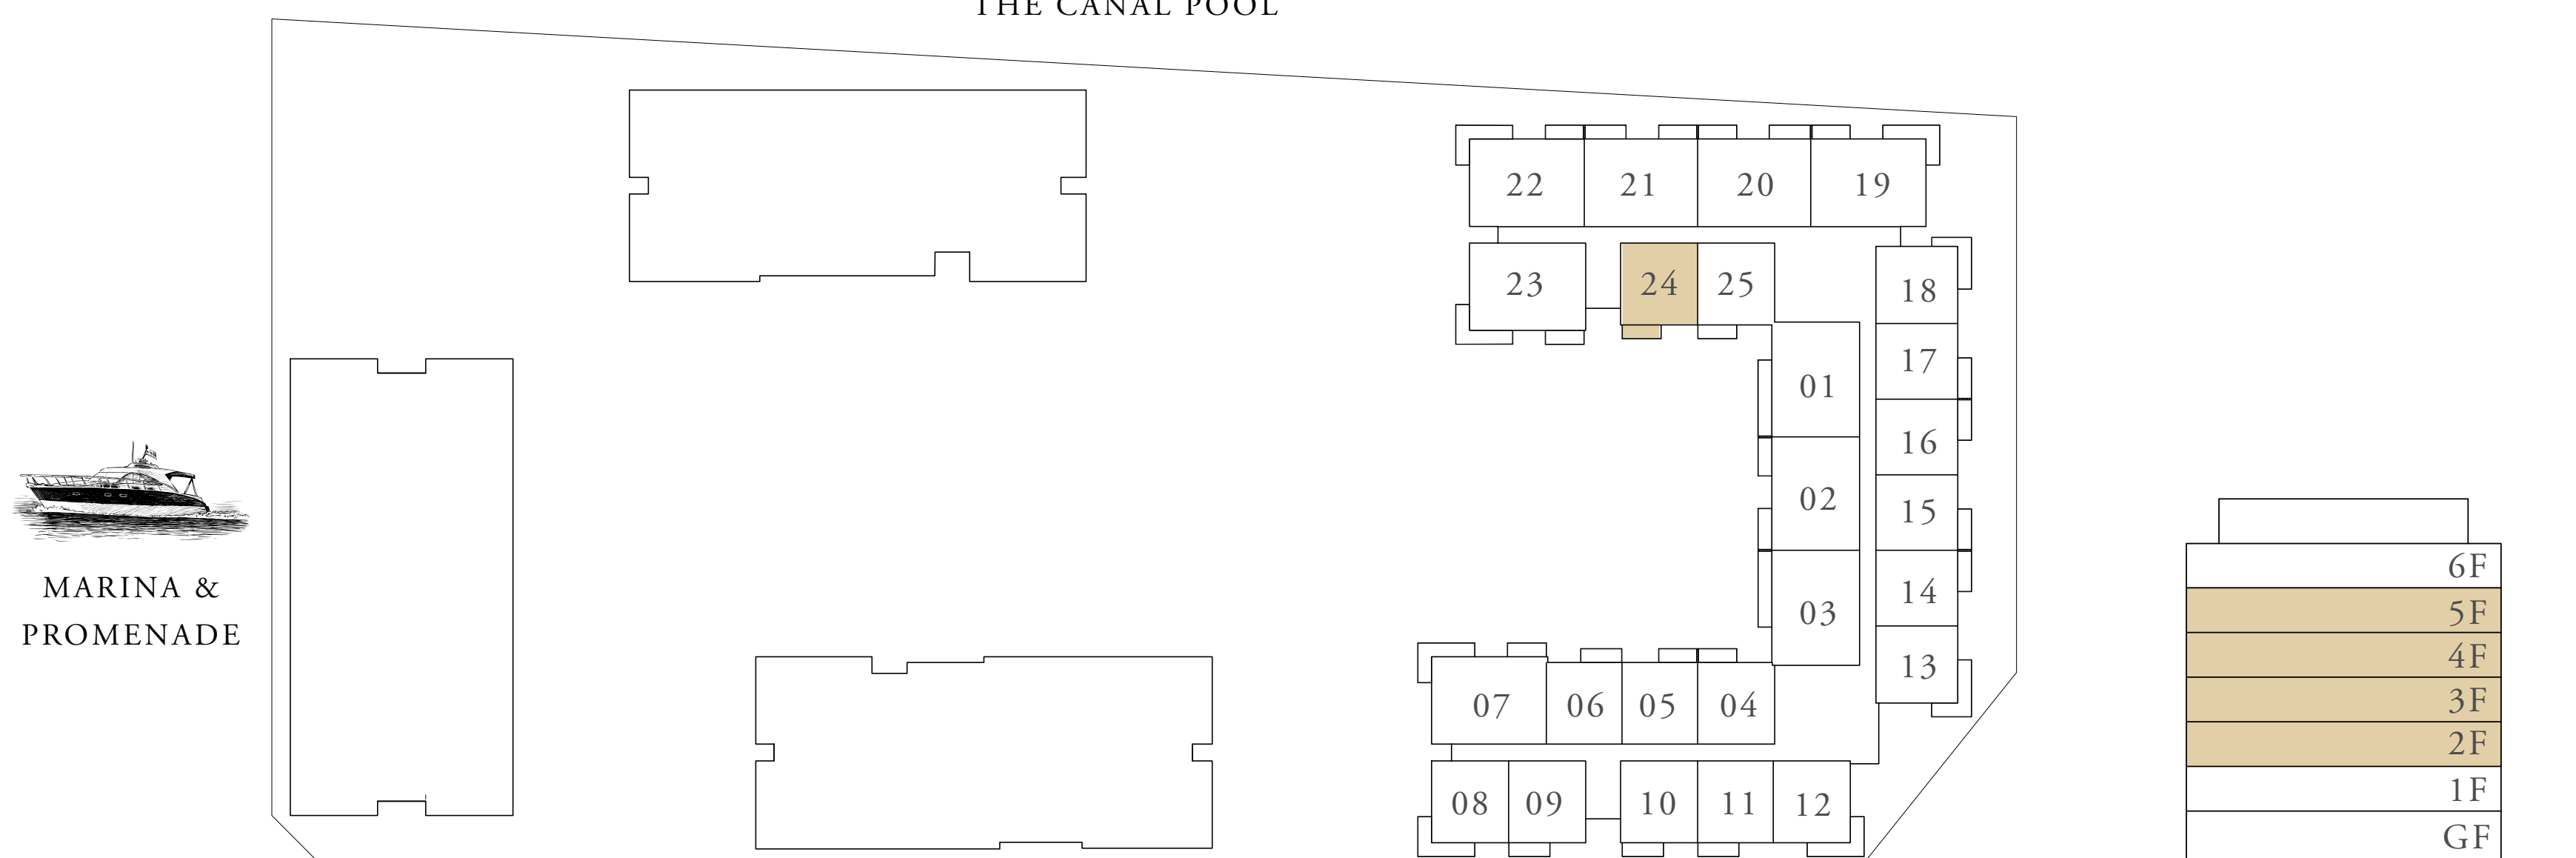 THE CANAL POOL
22 21 20 19
23 24 25 18
17
01
16
02 15
14
03
13
07 06 05 04
08 09 10 11 12
MARINA &
PROMENADE
6F
5F
4F
3F
2F
1F
GF